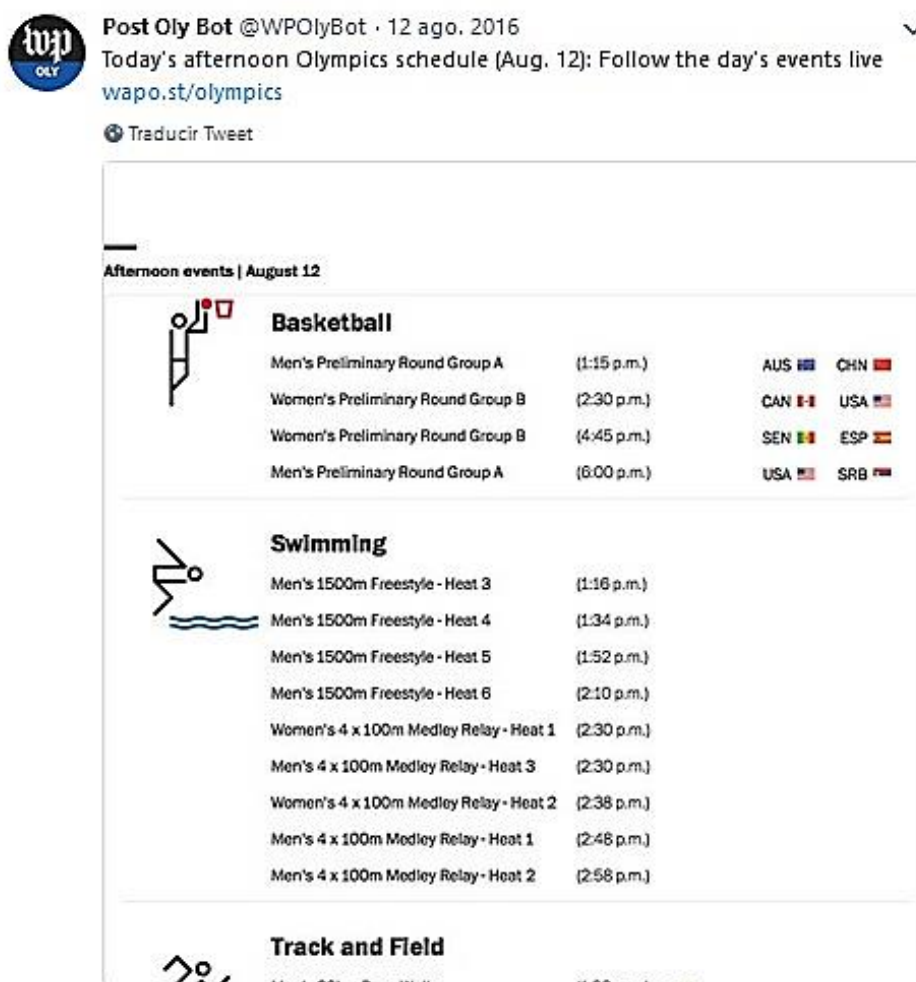 wp
OLY
Post Oly Bot @WPOlyBot · 12 ago. 2016
Today's afternoon Olympics schedule (Aug. 12): Follow the day's events live
wapo.st/olympics
Traducir Tweet
Afternoon events | August 12
Basketball
Men's Preliminary Round Group A (1:15 p.m.) AUS CHN
Women's Preliminary Round Group B (2:30 p.m.) CAN USA
Women's Preliminary Round Group B (4:45 p.m.) SEN ESP
Men's Preliminary Round Group A (6:00 p.m.) USA SRB
Swimming
Men's 1500m Freestyle - Heat 3 (1:16 p.m.)
Men's 1500m Freestyle - Heat 4 (1:34 p.m.)
Men's 1500m Freestyle - Heat 5 (1:52 p.m.)
Men's 1500m Freestyle - Heat 6 (2:10 p.m.)
Women's 4 x 100m Medley Relay - Heat 1 (2:30 p.m.)
Men's 4 x 100m Medley Relay - Heat 3 (2:30 p.m.)
Women's 4 x 100m Medley Relay - Heat 2 (2:38 p.m.)
Men's 4 x 100m Medley Relay - Heat 1 (2:48 p.m.)
Men's 4 x 100m Medley Relay - Heat 2 (2:58 p.m.)
Track and Field